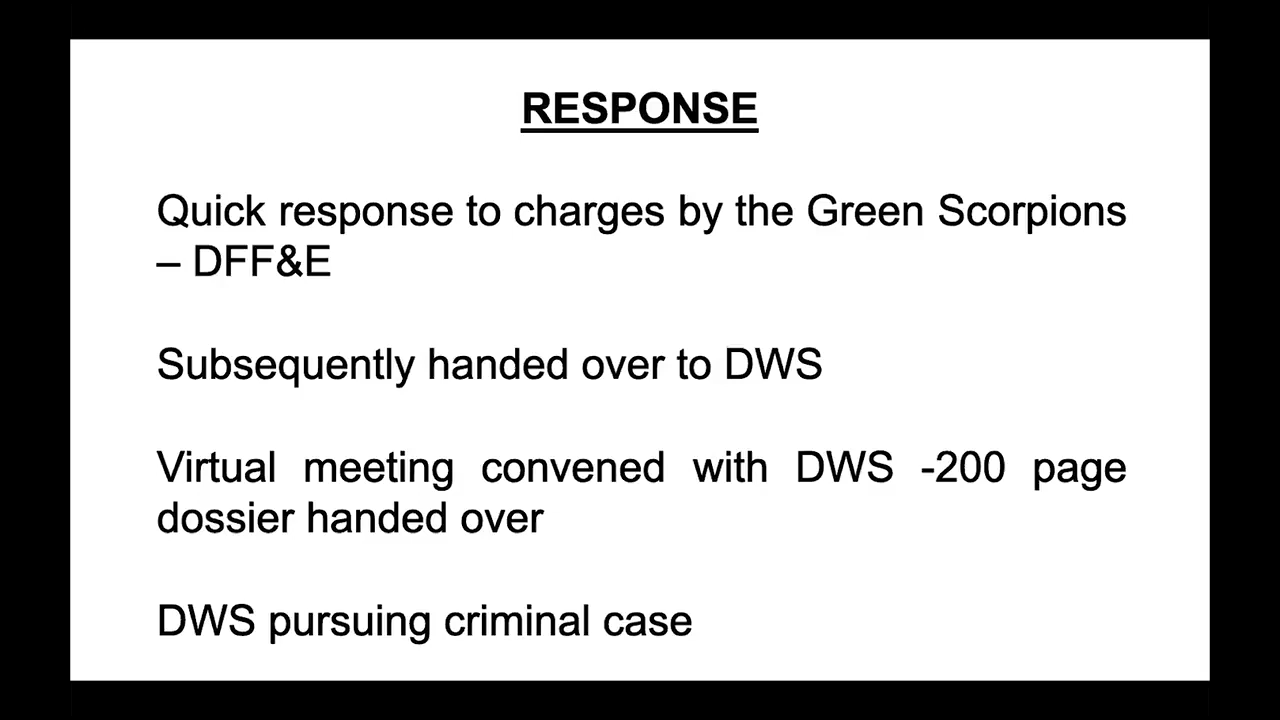 RESPONSE
Quick response to charges by the Green Scorpions
– DFF&E
Subsequently handed over to DWS
Virtual meeting convened with DWS -200 page
dossier handed over
DWS pursuing criminal case